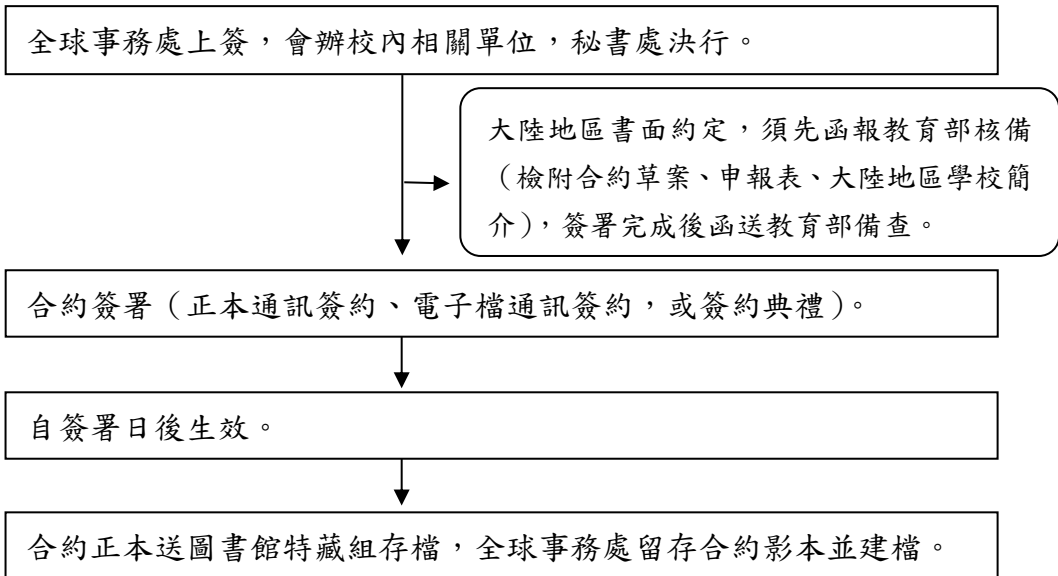 全球事務處上簽，會辦校內相關單位，秘書處決行。
大陸地區書面約定，須先函報教育部核備
（檢附合約草案、申報表、大陸地區學校簡
介），簽署完成後函送教育部備查。
合約簽署（正本通訊簽約、電子檔通訊簽約，或簽約典禮）。
自簽署日後生效。
合約正本送圖書館特藏組存檔，全球事務處留存合約影本並建檔。